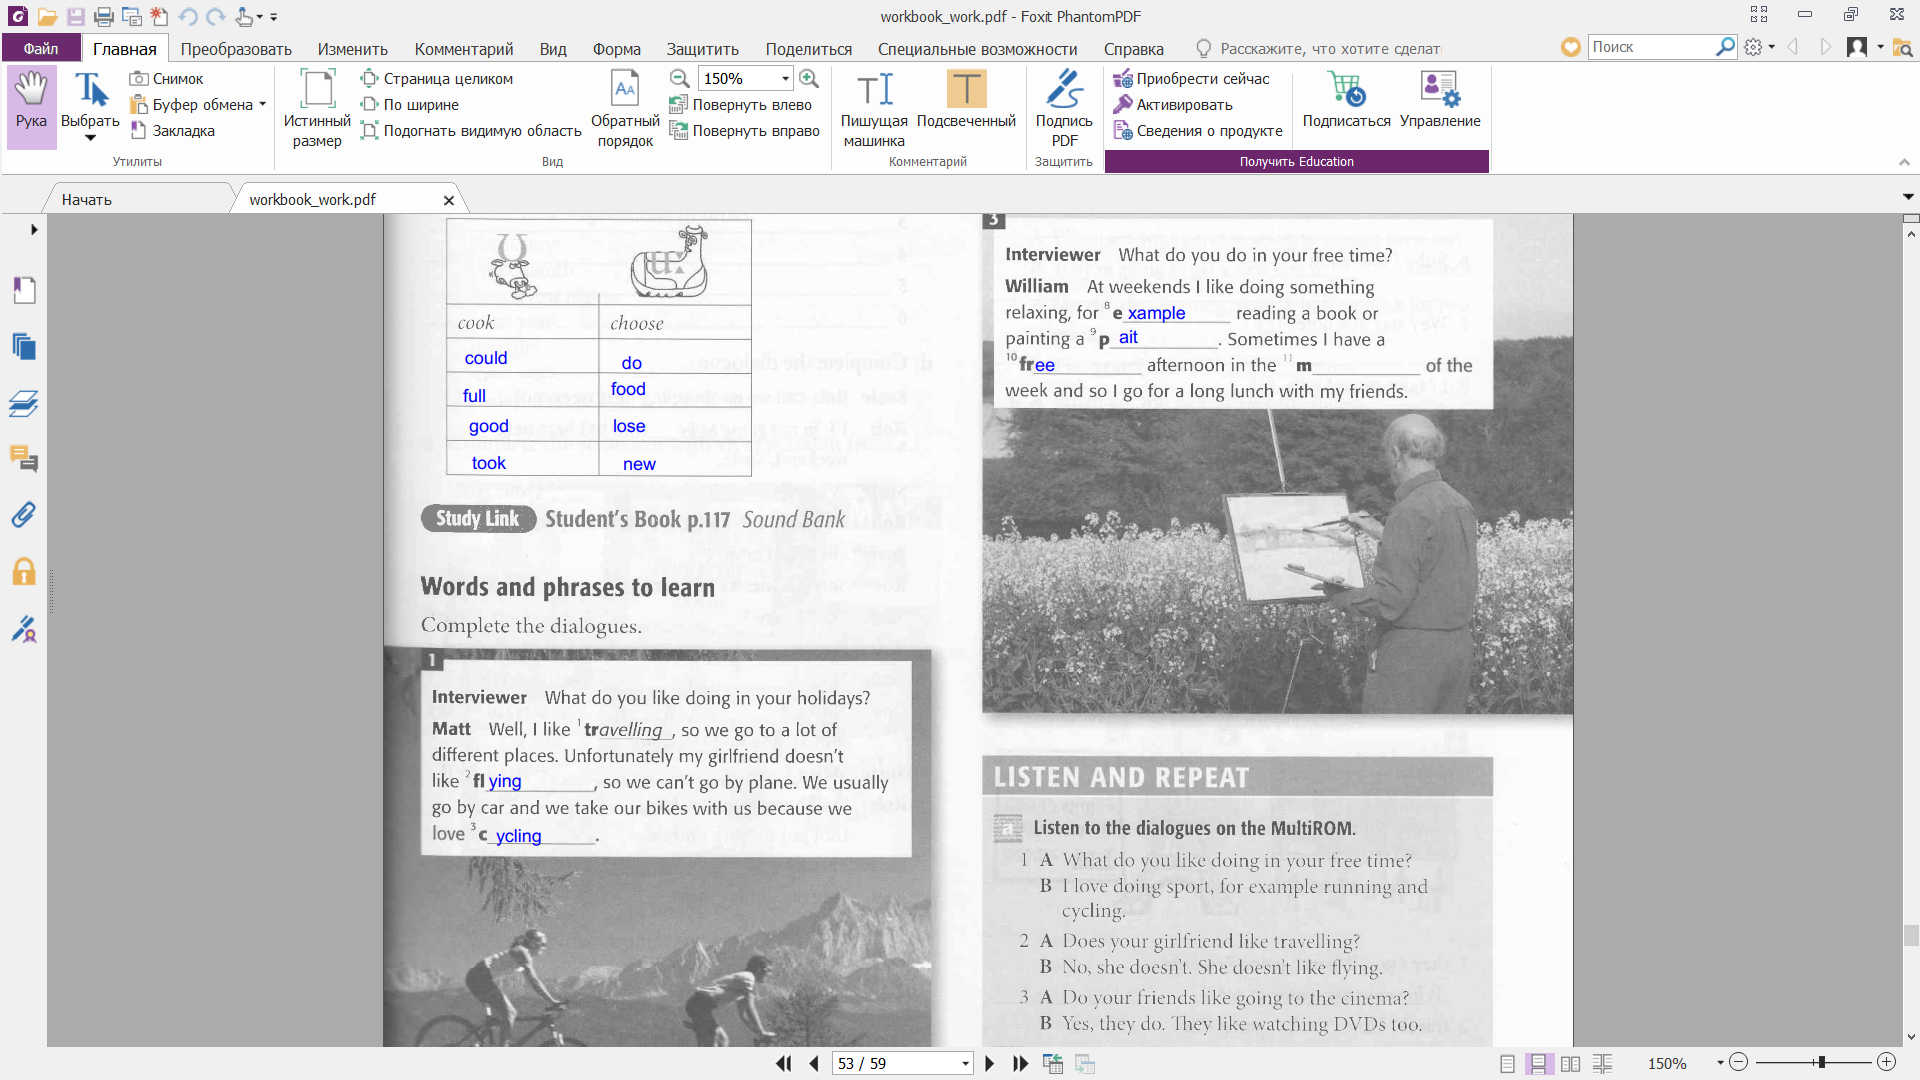 workbook_work.pdf - Foxit PhantomPDF
Файл Главная Преобразовать Изменить Комментарий Вид Форма Защитить Поделиться Специальные возможности Справка Расскажите, что хотите сделат Поиск
Рука
Выбрать
Снимок
Буфер обмена
Закладка
Утилиты
Истинный размер
Страница целиком
По ширине
Подогнать видимую область
Обратный порядок
150%
Повернуть влево
Повернуть вправо
Вид
Пишущая машинка
Подсвеченный
Комментарий
Подпись PDF
Защитить
Приобрести сейчас
Активировать
Сведения о продукте
Подписаться
Управление
Получить Education
Начать
workbook_work.pdf
cook choose
could do
full food
good lose
took new
Study Link Student's Book p.117 Sound Bank
Words and phrases to learn
Complete the dialogues.
1
Interviewer What do you like doing in your holidays?
Matt Well, I like 1 travelling, so we go to a lot of
different places. Unfortunately my girlfriend doesn't
like 2 flying, so we can't go by plane. We usually
go by car and we take our bikes with us because we
love 3 cycling.
3
Interviewer What do you do in your free time?
William At weekends I like doing something
relaxing, for 8 example reading a book or
painting a 9 p ait. Sometimes I have a
10 free afternoon in the 11 m____ of the
week and so I go for a long lunch with my friends.
LISTEN AND REPEAT
a Listen to the dialogues on the MultiROM.
1 A What do you like doing in your free time?
B I love doing sport, for example running and
cycling.
2 A Does your girlfriend like travelling?
B No, she doesn't. She doesn't like flying.
3 A Do your friends like going to the cinema?
B Yes, they do. They like watching DVDs too.
53 / 59
150%